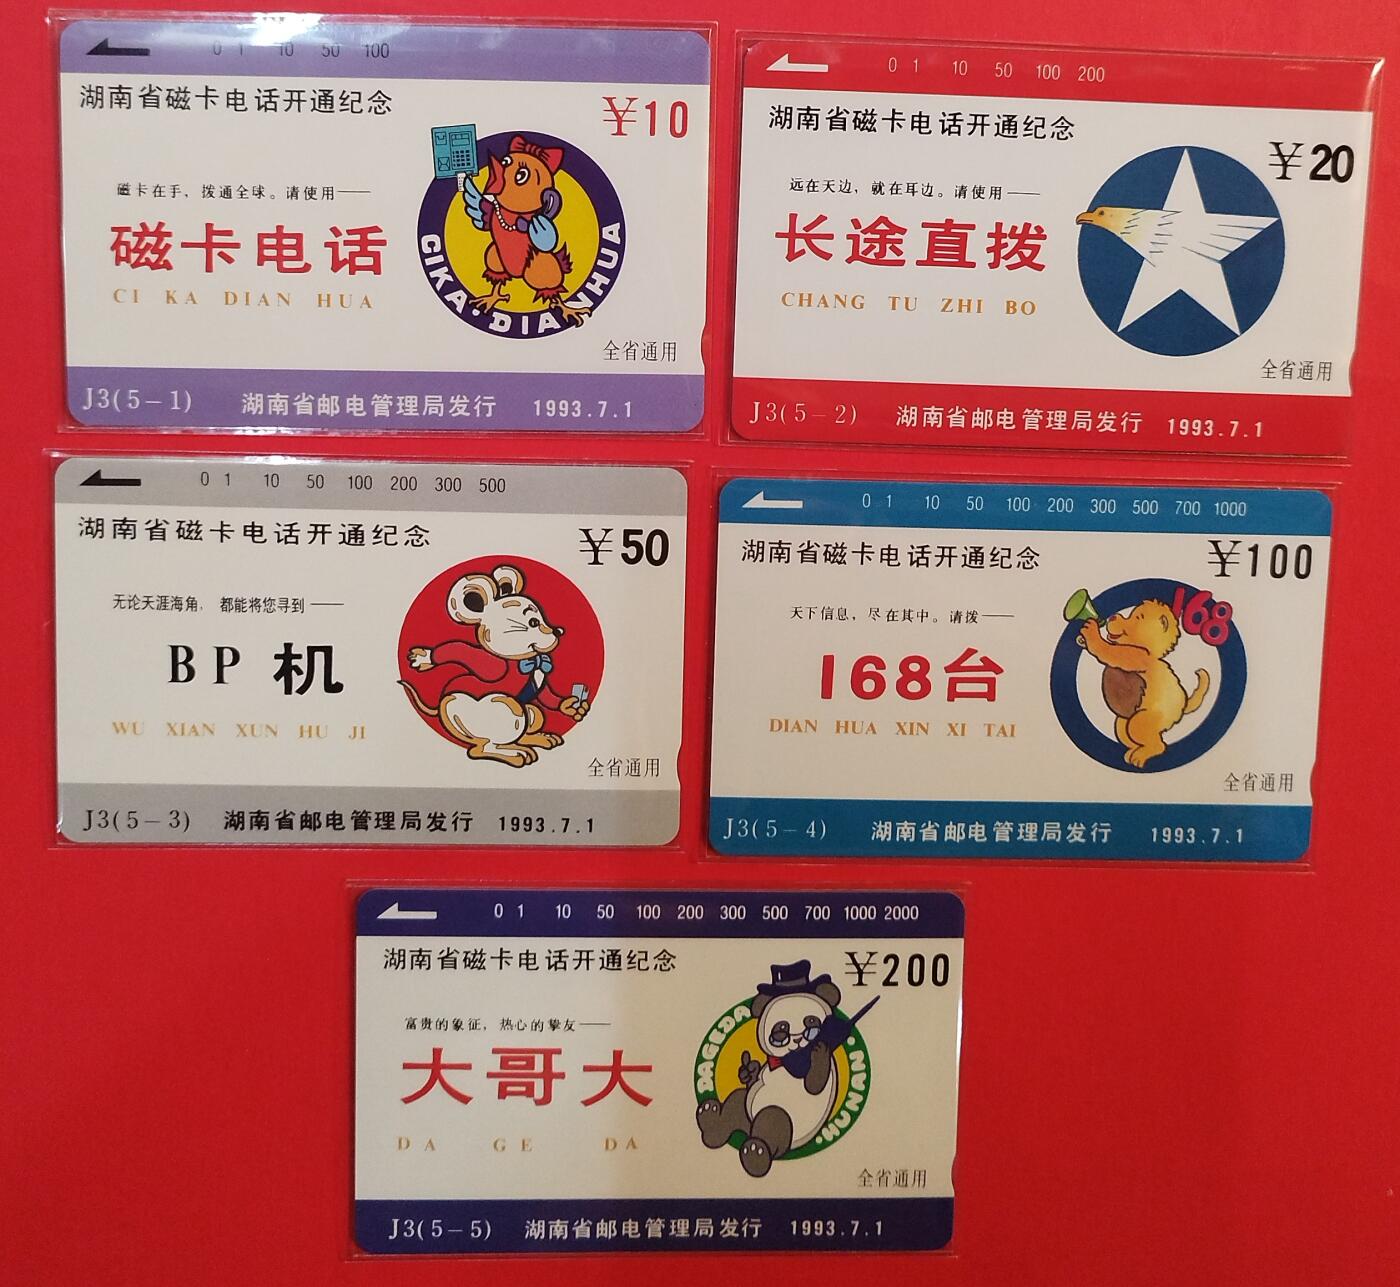 0 1 10 50 100
湖南省磁卡电话开通纪念
¥10
磁卡在手，拨通全球。请使用——
磁卡电话
CI KA DIAN HUA
CIKA·DIANHUA
全省通用
J3(5－1) 湖南省邮电管理局发行 1993.7.1
0 1 10 50 100 200
湖南省磁卡电话开通纪念
¥20
远在天边，就在耳边。请使用——
长途直拨
CHANG TU ZHI BO
全省通用
J3(5－2) 湖南省邮电管理局发行 1993.7.1
0 1 10 50 100 200 300 500
湖南省磁卡电话开通纪念
¥50
无论天涯海角，都能将您寻到——
BP机
WU XIAN XUN HU JI
全省通用
J3(5－3) 湖南省邮电管理局发行 1993.7.1
0 1 10 50 100 200 300 500 700 1000
湖南省磁卡电话开通纪念
¥100
天下信息，尽在其中。请拨——
168
168台
DIAN HUA XIN XI TAI
全省通用
J3(5－4) 湖南省邮电管理局发行 1993.7.1
0 1 10 50 100 200 300 500 700 1000 2000
湖南省磁卡电话开通纪念
¥200
富贵的象征，热心的挚友——
大哥大
DA GE DA
DAGEDA·HUNAN·
全省通用
J3(5－5) 湖南省邮电管理局发行 1993.7.1